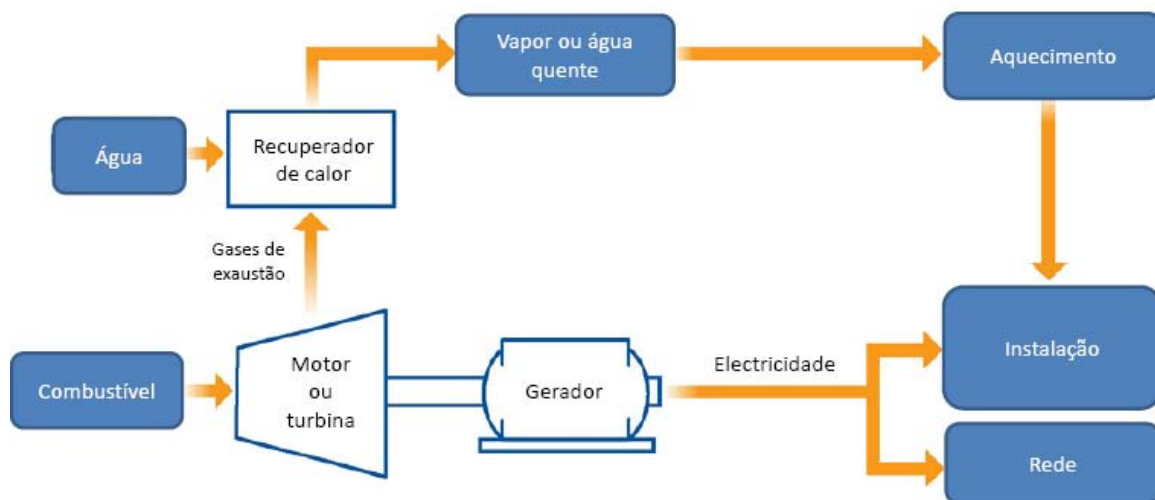 Vapor ou água
quente
Aquecimento
Água
Recuperador
de calor
Gases de
exaustão
Combustível
Motor
ou
turbina
Gerador
Electricidade
Instalação
Rede